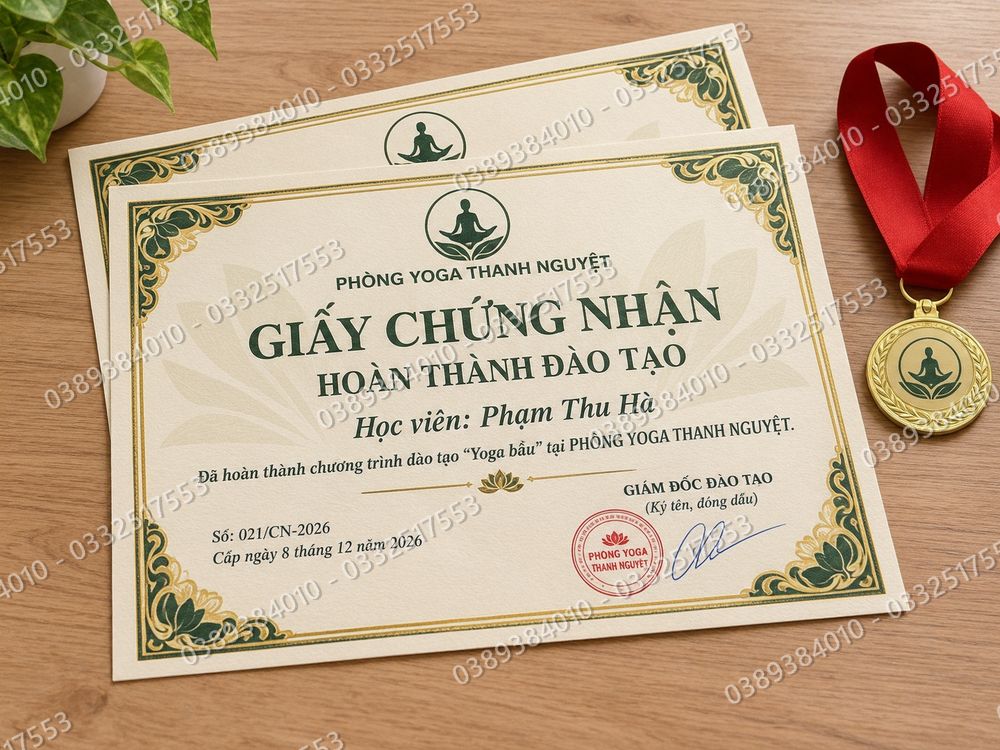 PHÒNG YOGA THANH NGUYỆT
GIẤY CHỨNG NHẬN
HOÀN THÀNH ĐÀO TẠO
Học viên: Phạm Thu Hà
Đã hoàn thành chương trình đào tạo “Yoga bầu” tại PHÒNG YOGA THANH NGUYỆT.
GIÁM ĐỐC ĐÀO TẠO
(Ký tên, đóng dấu)
Số: 021/CN-2026
Cấp ngày 8 tháng 12 năm 2026
PHÒNG YOGA
THANH NGUYỆT
0389384010 - 0332517553